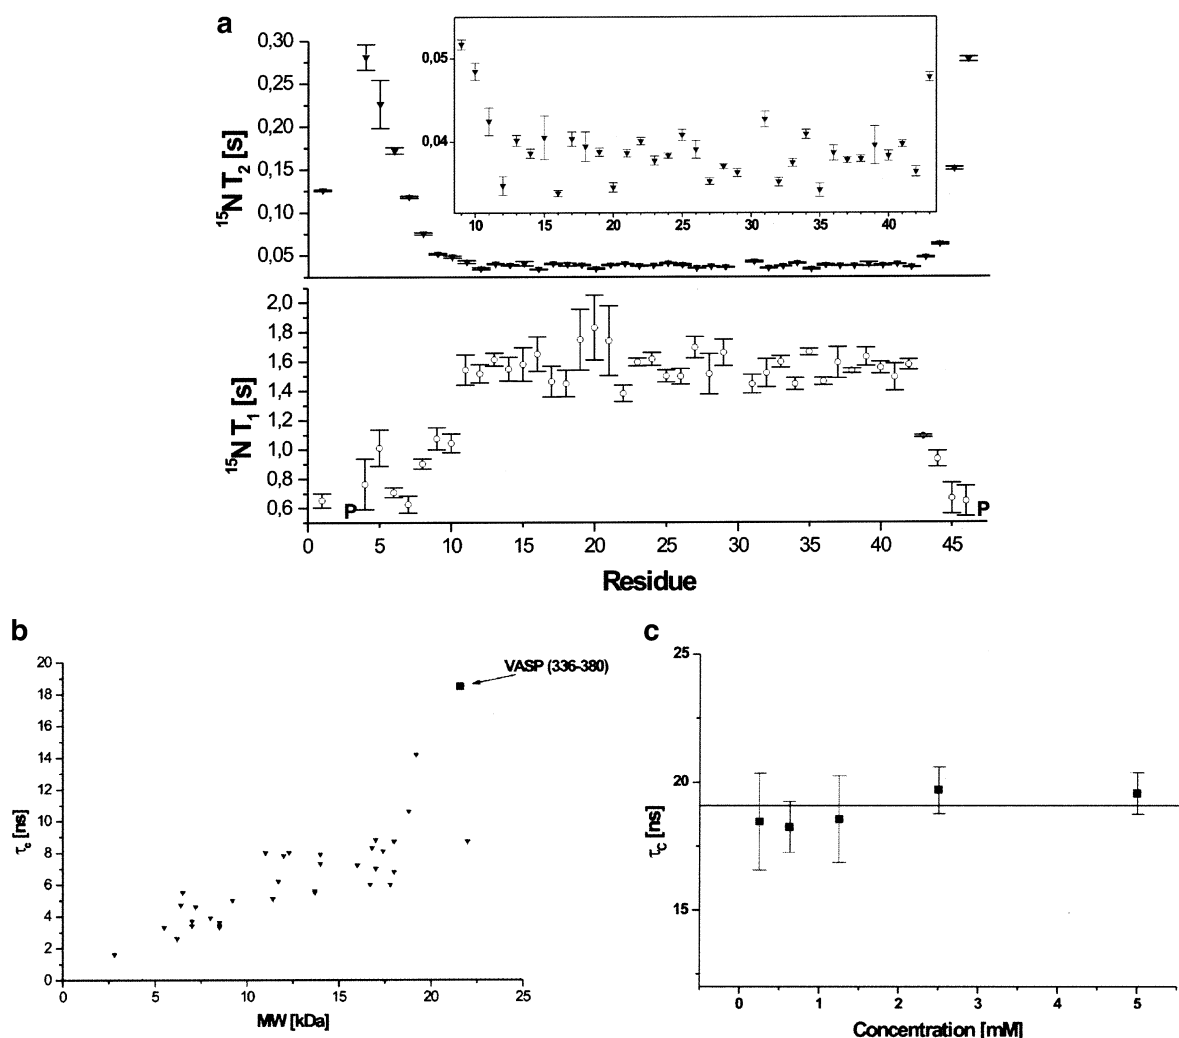 a
0,30
0,25
0,20
0,15
0,10
0,05
¹⁵N T₂ [s]
0,05
0,04
10 15 20 25 30 35 40
2,0
1,8
1,6
1,4
1,2
1,0
0,8
0,6
¹⁵N T₁ [s]
P P
0 5 10 15 20 25 30 35 40 45
Residue
b
20
18
16
14
12
10
8
6
4
2
0
τc [ns]
VASP (336-380)
0 5 10 15 20 25
MW [kDa]
c
25
20
15
τc [ns]
0 1 2 3 4 5
Concentration [mM]